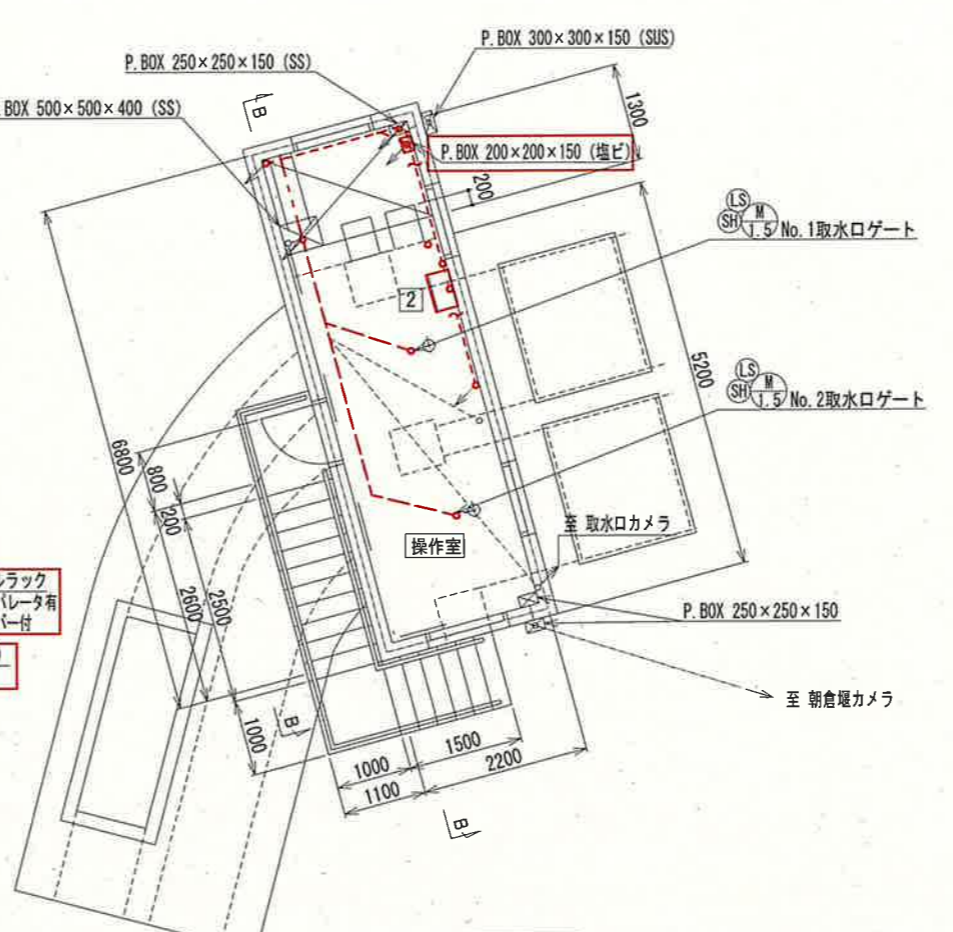 P.BOX 300×300×150 (SUS)
P.BOX 250×250×150 (SS)
BOX 500×500×400 (SS)
B
1300
P.BOX 200×200×150 (塩ビ)
200
LS
SH
M
1.5
No.1取水口ゲート
2
5200
LS
SH
M
1.5
No.2取水口ゲート
6800
800
200
至 取水口カメラ
操作室
ルラック
パレータ有
バー付
2600
2500
P.BOX 250×250×150
至 朝倉堰カメラ
B
1000
1500
1000
2200
1100
B